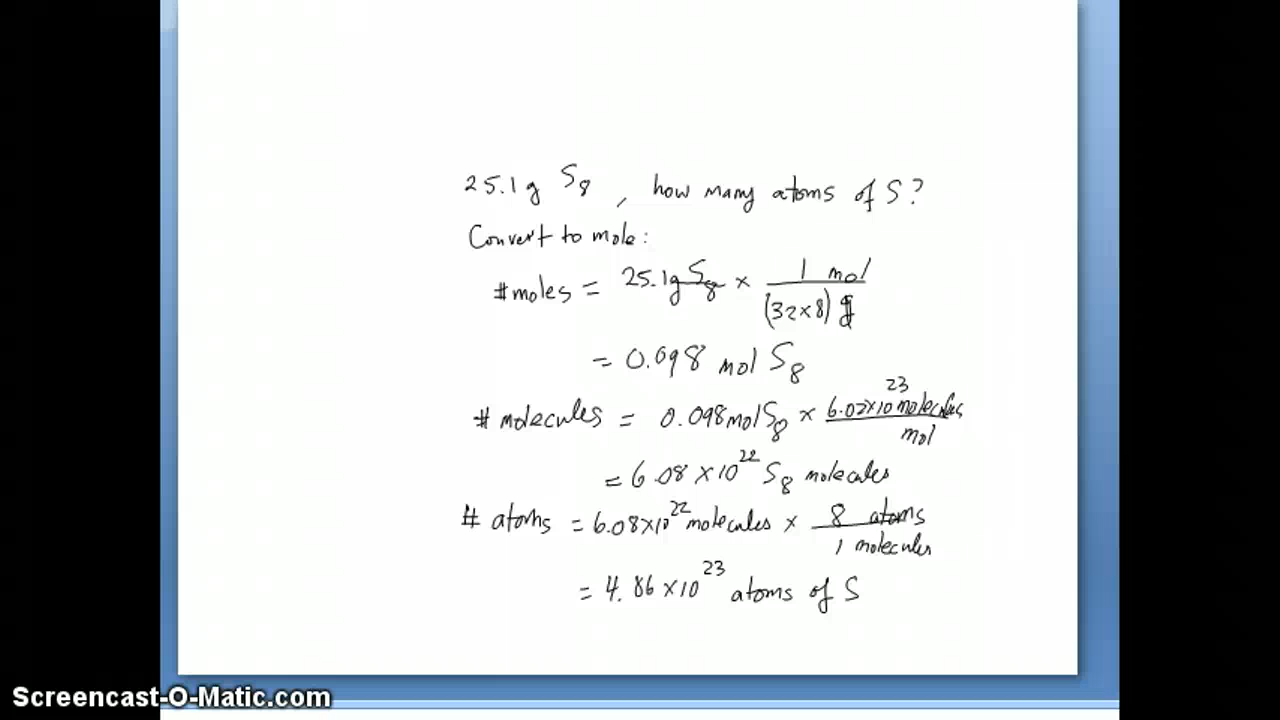 25.1g S8 , how many atoms of S?
Convert to mole:
#moles = 25.1g S8 × 1 mol / (32×8) g
= 0.098 mol S8
# molecules = 0.098 mol S8 × 6.02×10^23 molecules / mol
= 6.08 ×10^22 S8 molecules
# atoms = 6.08×10^22 molecules × 8 atoms / 1 molecules
= 4.86 ×10^23 atoms of S
Screencast-O-Matic.com